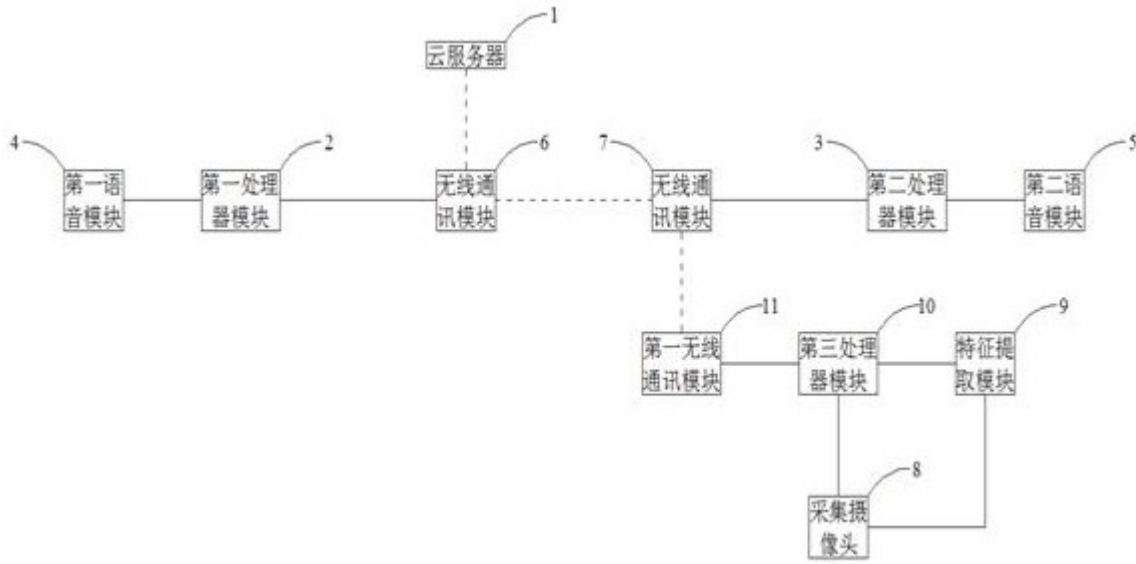 1
云服务器
4
2
6
7
3
5
第一语
音模块
第一处理
器模块
无线通
讯模块
无线通
讯模块
第二处理
器模块
第二语
音模块
11
10
9
第一无线
通讯模块
第三处理
器模块
特征提
取模块
8
采集摄
像头